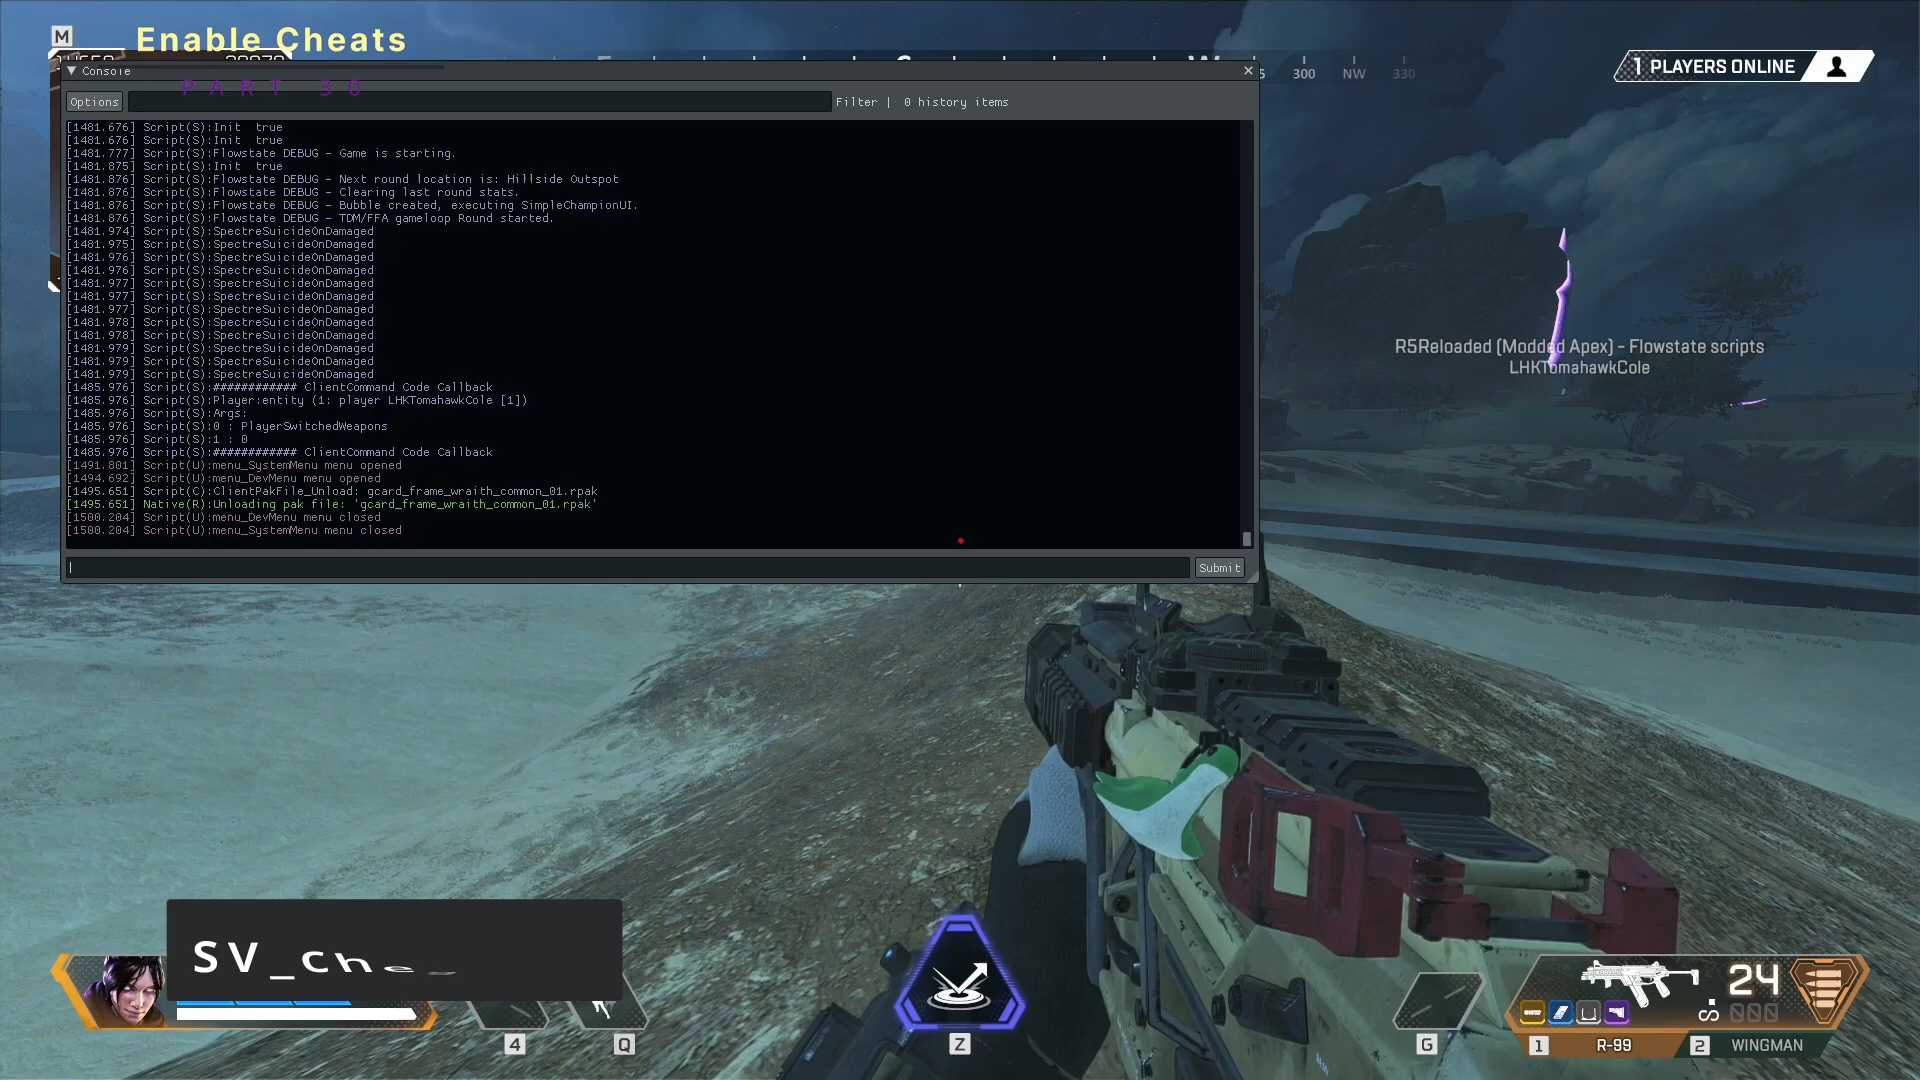 M
Enable Cheats
PART 30
Console
Options
Filter | 0 history items
300 NW 330
1 PLAYERS ONLINE
[1481.676] Script(S):Init  true
[1481.676] Script(S):Init  true
[1481.777] Script(S):Flowstate DEBUG - Game is starting.
[1481.875] Script(S):Init  true
[1481.876] Script(S):Flowstate DEBUG - Next round location is: Hillside Outspot
[1481.876] Script(S):Flowstate DEBUG - Clearing last round stats.
[1481.876] Script(S):Flowstate DEBUG - Bubble created, executing SimpleChampionUI.
[1481.876] Script(S):Flowstate DEBUG - TDM/FFA gameloop Round started.
[1481.974] Script(S):SpectreSuicideOnDamaged
[1481.975] Script(S):SpectreSuicideOnDamaged
[1481.976] Script(S):SpectreSuicideOnDamaged
[1481.976] Script(S):SpectreSuicideOnDamaged
[1481.977] Script(S):SpectreSuicideOnDamaged
[1481.977] Script(S):SpectreSuicideOnDamaged
[1481.977] Script(S):SpectreSuicideOnDamaged
[1481.978] Script(S):SpectreSuicideOnDamaged
[1481.978] Script(S):SpectreSuicideOnDamaged
[1481.979] Script(S):SpectreSuicideOnDamaged
[1481.979] Script(S):SpectreSuicideOnDamaged
[1481.979] Script(S):SpectreSuicideOnDamaged
[1485.976] Script(S):############ ClientCommand Code Callback
[1485.976] Script(S):Player:entity (1: player LHKTomahawkCole [1])
[1485.976] Script(S):Args:
[1485.976] Script(S):0 : PlayerSwitchedWeapons
[1485.976] Script(S):1 : 0
[1485.976] Script(S):############ ClientCommand Code Callback
[1491.801] Script(U):menu_SystemMenu menu opened
[1494.692] Script(U):menu_DevMenu menu opened
[1495.651] Script(C):ClientPakFile_Unload: gcard_frame_wraith_common_01.rpak
[1495.651] Native(R):Unloading pak file: 'gcard_frame_wraith_common_01.rpak'
[1500.204] Script(U):menu_DevMenu menu closed
[1500.204] Script(U):menu_SystemMenu menu closed
Submit
R5Reloaded (Modded Apex) - Flowstate scripts
LHKTomahawkCole
SV_che_
4
Q
Z
G
24
000
1 R-99
2 WINGMAN